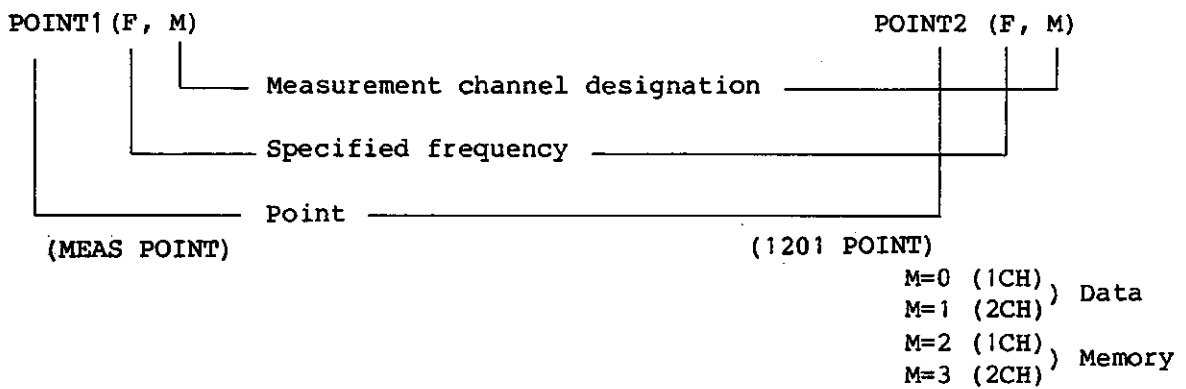 POINT1 (F, M) POINT2 (F, M)
Measurement channel designation
Specified frequency
Point
(MEAS POINT) (1201 POINT)
M=0 (1CH)
M=1 (2CH) ) Data
M=2 (1CH)
M=3 (2CH) ) Memory